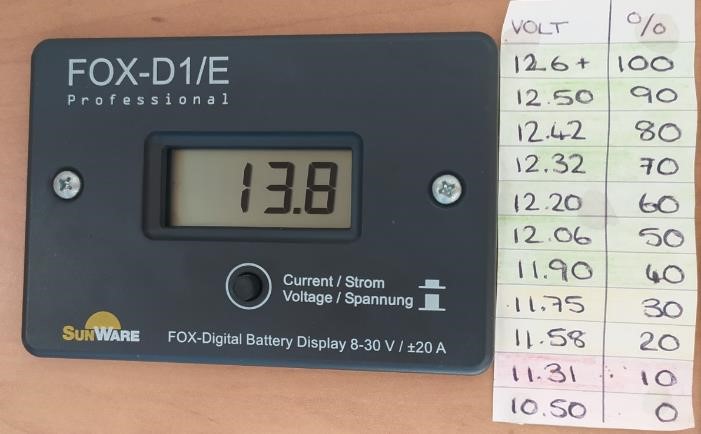 FOX-D1/E
Professional
13.8
Current / Strom
Voltage / Spannung
SUNWARE
FOX-Digital Battery Display 8-30 V / ±20 A
VOLT %
12.6+ 100
12.50 90
12.42 80
12.32 70
12.20 60
12.06 50
11.90 40
11.75 30
11.58 20
11.31 10
10.50 0